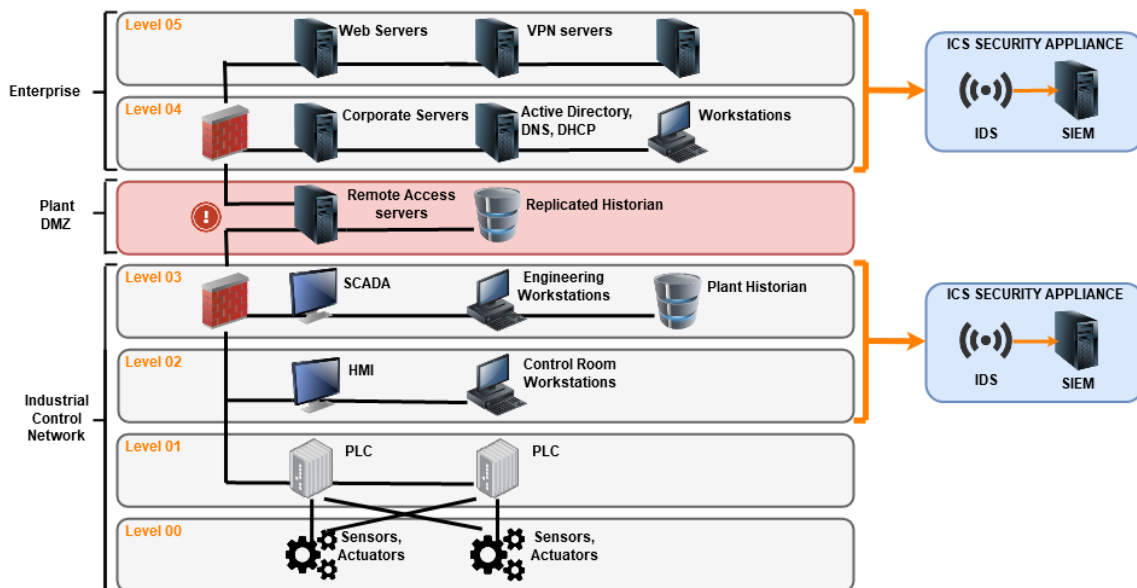 Level 05
Web Servers
VPN servers
ICS SECURITY APPLIANCE
IDS
SIEM
Enterprise
Level 04
Corporate Servers
Active Directory,
DNS, DHCP
Workstations
Plant
DMZ
Remote Access
servers
Replicated Historian
Level 03
SCADA
Engineering
Workstations
Plant Historian
ICS SECURITY APPLIANCE
IDS
SIEM
Level 02
HMI
Control Room
Workstations
Industrial
Control
Network
Level 01
PLC
PLC
Level 00
Sensors,
Actuators
Sensors,
Actuators